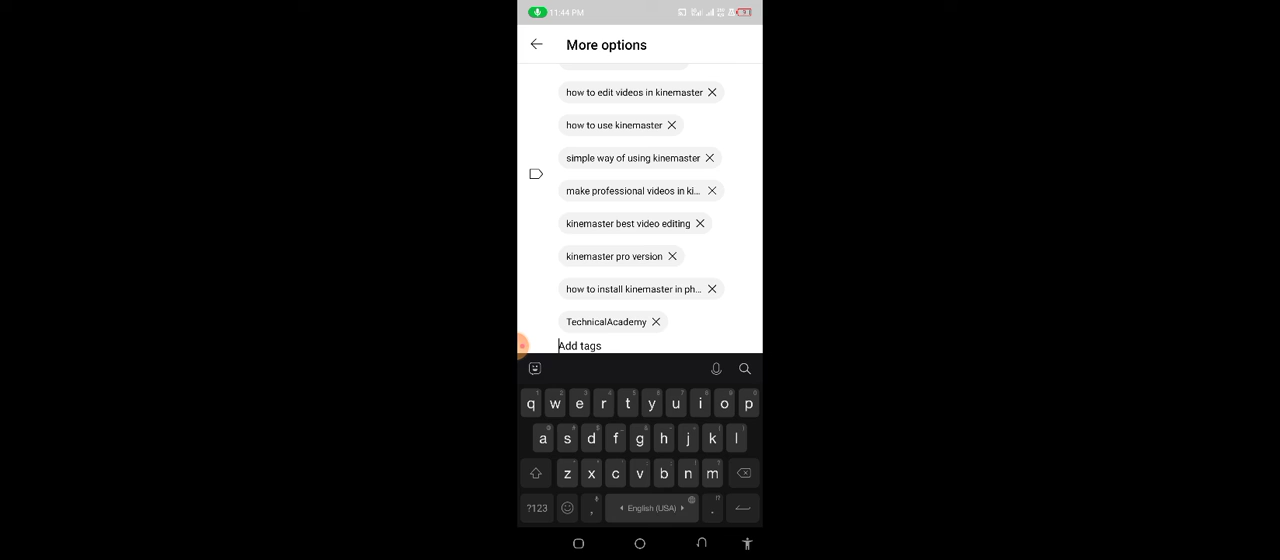 11:44 PM
More options
how to edit videos in kinemaster
how to use kinemaster
simple way of using kinemaster
make professional videos in ki...
kinemaster best video editing
kinemaster pro version
how to install kinemaster in ph...
TechnicalAcademy
Add tags
q w e r t y u i o p
a s d f g h j k l
z x c v b n m
?123 , English (USA) .